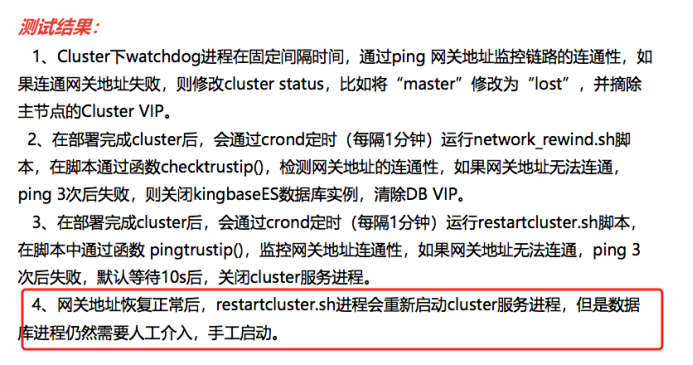 测试结果：
1、Cluster下watchdog进程在固定间隔时间，通过ping 网关地址监控链路的连通性，如
果连通网关地址失败，则修改cluster status，比如将“master”修改为“lost”，并摘除
主节点的Cluster VIP。
2、在部署完成cluster后，会通过crond定时（每隔1分钟）运行network_rewind.sh脚
本，在脚本通过函数checktrustip()，检测网关地址的连通性，如果网关地址无法连通，
ping 3次后失败，则关闭kingbaseES数据库实例，清除DB VIP。
3、在部署完成cluster后，会通过crond定时（每隔1分钟）运行restartcluster.sh脚本，
在脚本中通过函数 pingtrustip()，监控网关地址连通性，如果网关地址无法连通，ping 3
次后失败，默认等待10s后，关闭cluster服务进程。
4、网关地址恢复正常后，restartcluster.sh进程会重新启动cluster服务进程，但是数据
库进程仍然需要人工介入，手工启动。